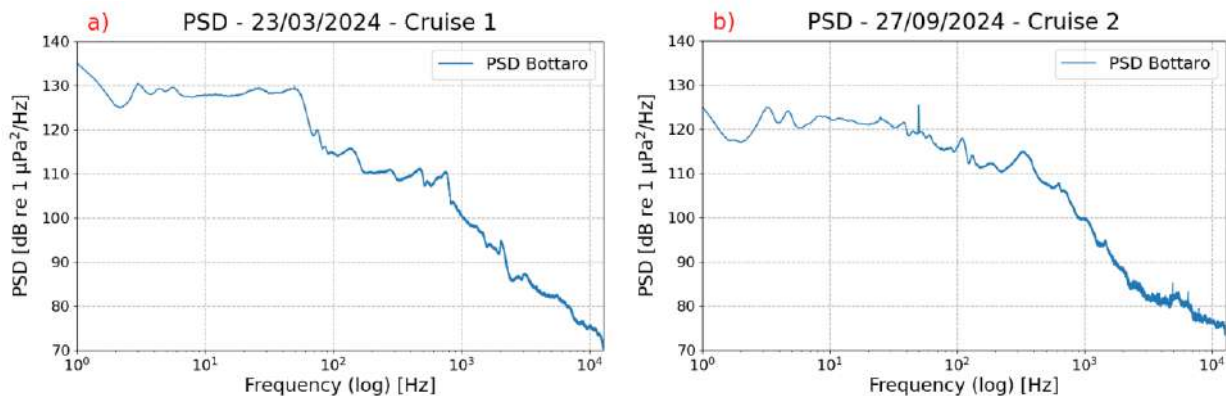 a) PSD - 23/03/2024 - Cruise 1
PSD Bottaro
PSD [dB re 1 μPa²/Hz]
140
130
120
110
100
90
80
70
10⁰ 10¹ 10² 10³ 10⁴
Frequency (log) [Hz]
b) PSD - 27/09/2024 - Cruise 2
PSD Bottaro
PSD [dB re 1 μPa²/Hz]
140
130
120
110
100
90
80
70
10⁰ 10¹ 10² 10³ 10⁴
Frequency (log) [Hz]